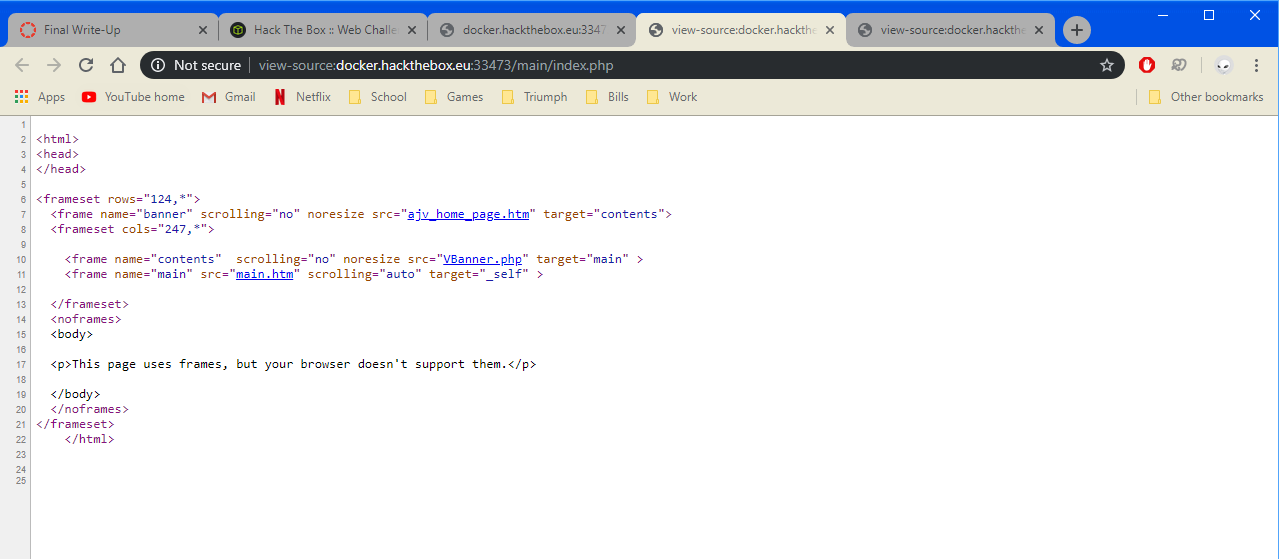 Final Write-Up
Hack The Box :: Web Challe
docker.hackthebox.eu:3347
view-source:docker.hackthe
view-source:docker.hackthe
Not secure | view-source:docker.hackthebox.eu:33473/main/index.php
Apps YouTube home Gmail Netflix School Games Triumph Bills Work Other bookmarks
1
2 <html>
3 <head>
4 </head>
5
6 <frameset rows="124,*">
7 <frame name="banner" scrolling="no" noresize src="ajv_home_page.htm" target="contents">
8 <frameset cols="247,*">
9
10 <frame name="contents"  scrolling="no" noresize src="VBanner.php" target="main" >
11 <frame name="main" src="main.htm" scrolling="auto" target="_self" >
12
13 </frameset>
14 <noframes>
15 <body>
16
17 <p>This page uses frames, but your browser doesn't support them.</p>
18
19 </body>
20 </noframes>
21 </frameset>
22 </html>
23
24
25